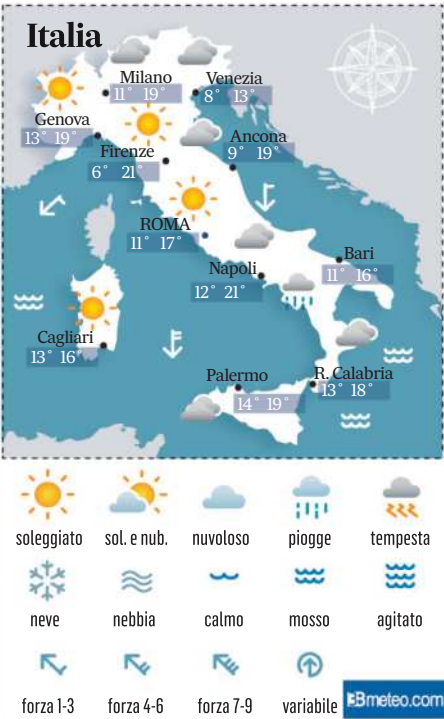 Italia
Milano
11° 19°
Venezia
8° 13°
Genova
13° 19°
Firenze
6° 21°
Ancona
9° 19°
ROMA
11° 17°
Napoli
12° 21°
Bari
11° 16°
Cagliari
13° 16°
Palermo
14° 19°
R. Calabria
13° 18°
soleggiato sol. e nub. nuvoloso piogge tempesta
neve nebbia calmo mosso agitato
forza 1-3 forza 4-6 forza 7-9 variabile
3Bmeteo.com